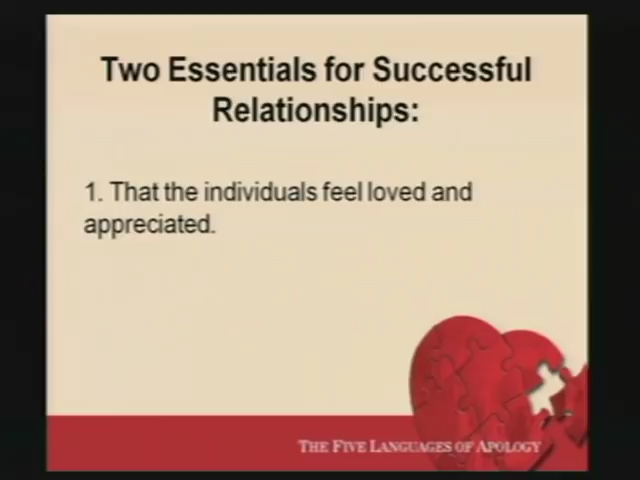 Two Essentials for Successful
Relationships:
1. That the individuals feel loved and
appreciated.
THE FIVE LANGUAGES OF APOLOGY